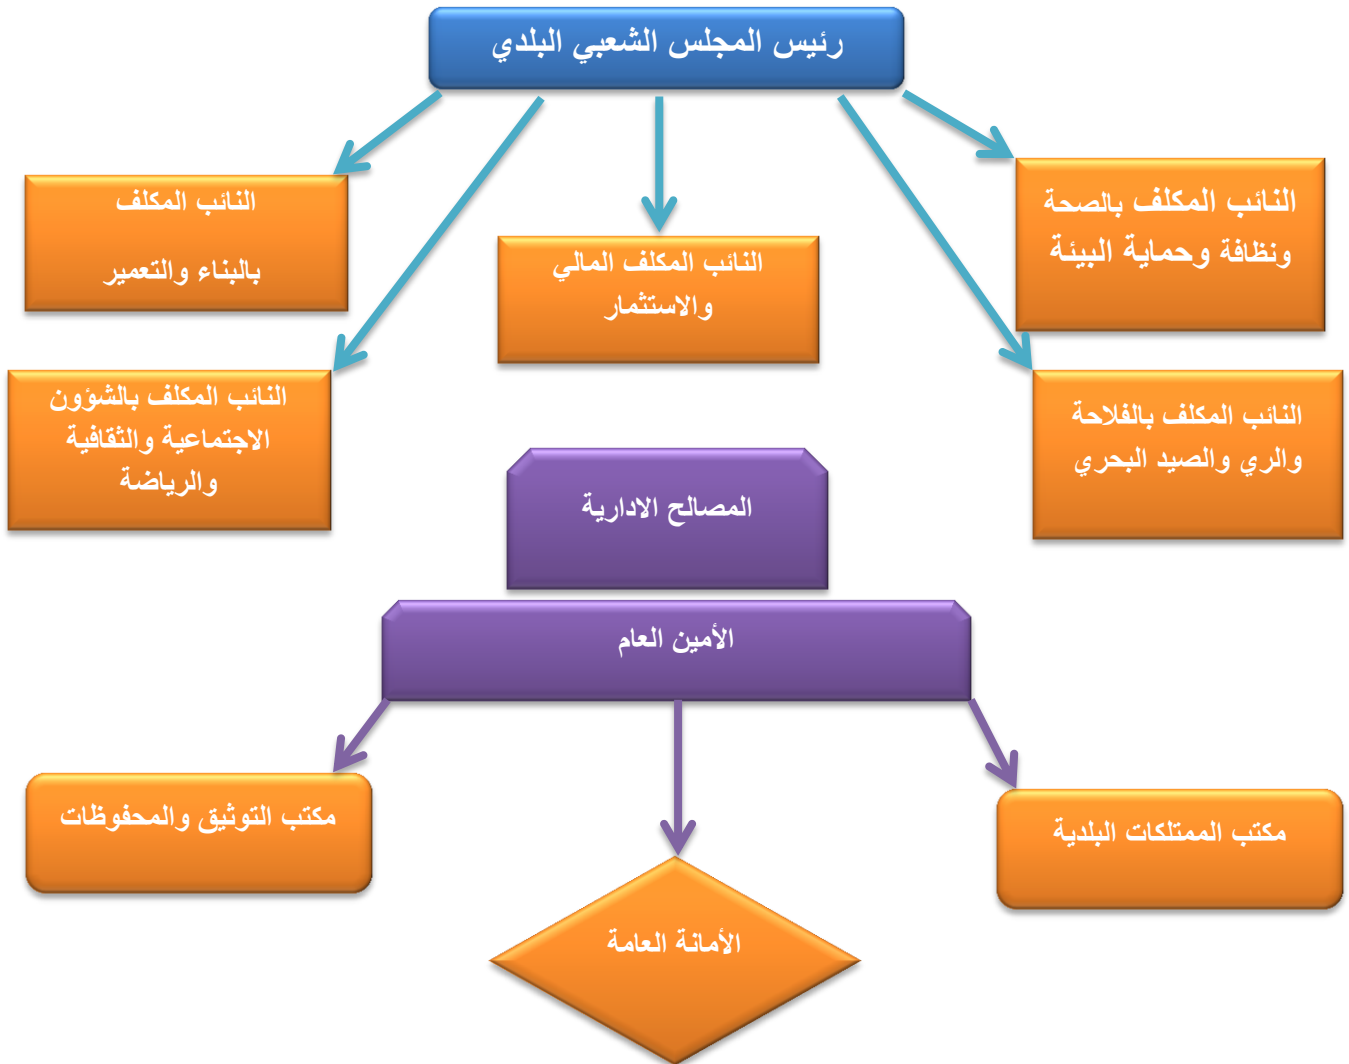 رئيس المجلس الشعبي البلدي
النائب المكلف بالصحة
ونظافة وحماية البيئة
النائب المكلف
بالبناء والتعمير
النائب المكلف المالي
والاستثمار
النائب المكلف بالفلاحة
والري والصيد البحري
النائب المكلف بالشؤون
الاجتماعية والثقافية
والرياضة
المصالح الادارية
الأمين العام
مكتب الممتلكات البلدية
مكتب التوثيق والمحفوظات
الأمانة العامة